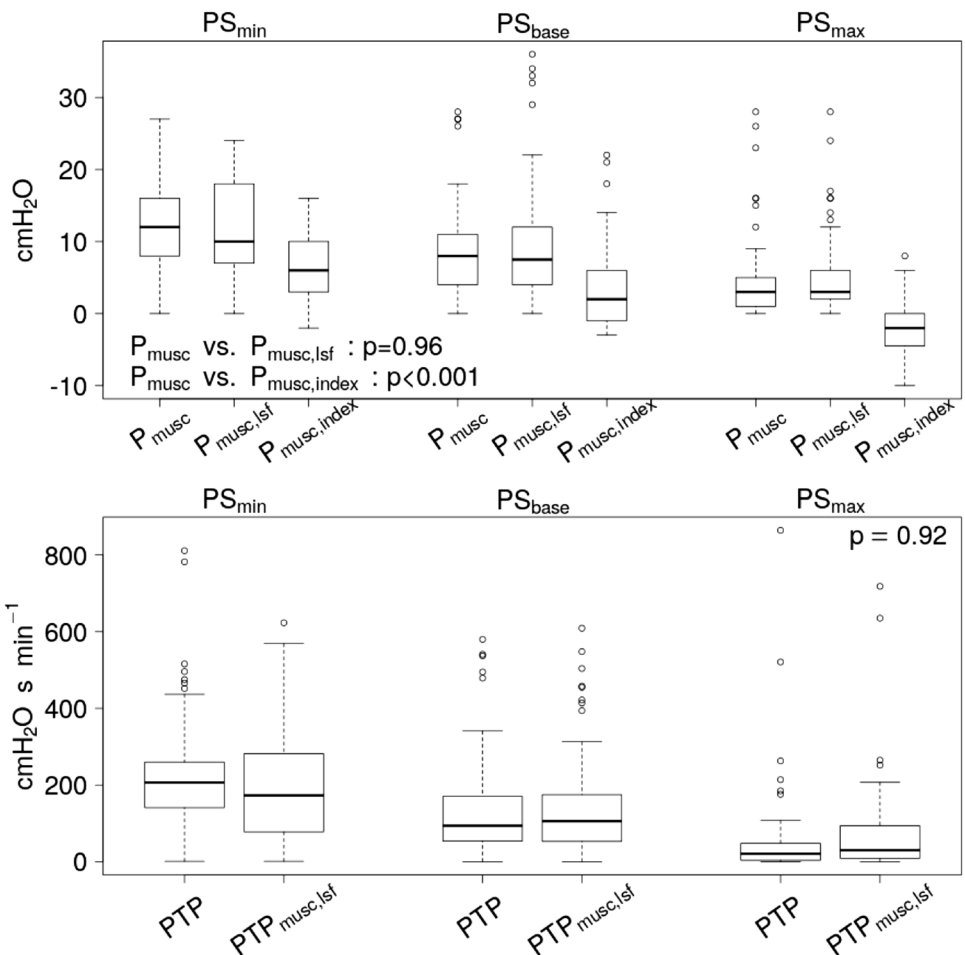 PSmin PSbase PSmax
cmH2O
30
20
10
0
-10
Pmusc vs. Pmusc,lsf : p=0.96
Pmusc vs. Pmusc,index : p<0.001
Pmusc Pmusc,lsf Pmusc,index Pmusc Pmusc,lsf Pmusc,index Pmusc Pmusc,lsf Pmusc,index
PSmin PSbase PSmax
p = 0.92
cmH2O s min−1
800
600
400
200
0
PTP PTPmusc,lsf PTP PTPmusc,lsf PTP PTPmusc,lsf